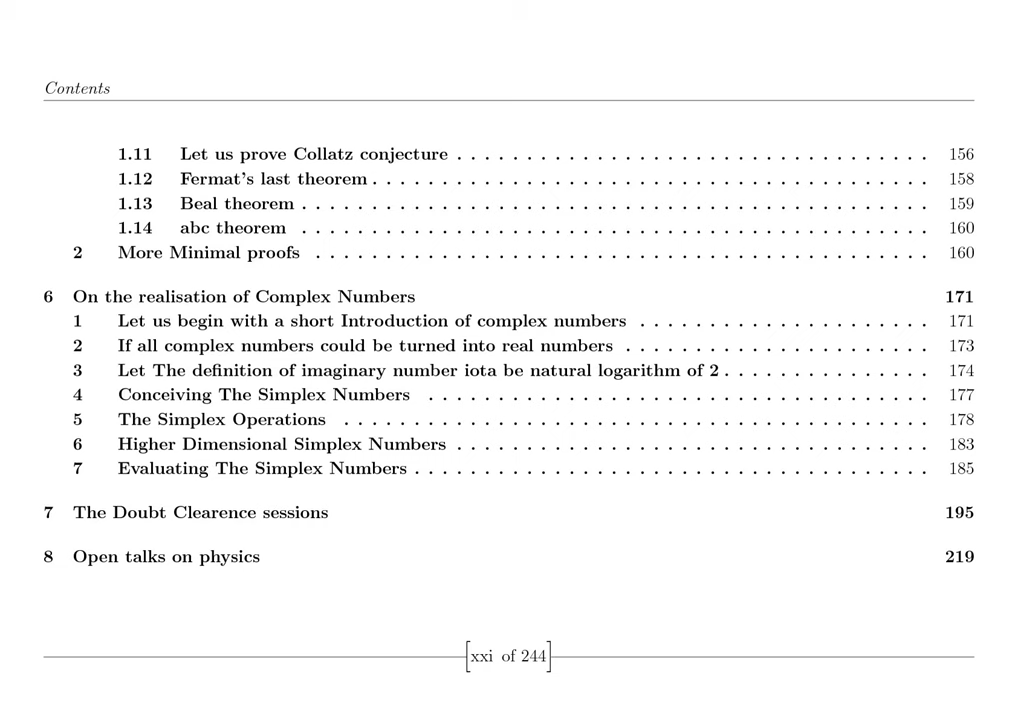 Contents
1.11 Let us prove Collatz conjecture . . . . . . . . . . . . . . . . . . . . . . . . . . . . . . . . . . 156
1.12 Fermat's last theorem . . . . . . . . . . . . . . . . . . . . . . . . . . . . . . . . . . . . . . . . 158
1.13 Beal theorem . . . . . . . . . . . . . . . . . . . . . . . . . . . . . . . . . . . . . . . . . . . . . 159
1.14 abc theorem . . . . . . . . . . . . . . . . . . . . . . . . . . . . . . . . . . . . . . . . . . . . . 160
2 More Minimal proofs . . . . . . . . . . . . . . . . . . . . . . . . . . . . . . . . . . . . . . . . . . . . 160
6 On the realisation of Complex Numbers 171
1 Let us begin with a short Introduction of complex numbers . . . . . . . . . . . . . . . . . . . . . 171
2 If all complex numbers could be turned into real numbers . . . . . . . . . . . . . . . . . . . . . . 173
3 Let The definition of imaginary number iota be natural logarithm of 2 . . . . . . . . . . . . . . . 174
4 Conceiving The Simplex Numbers . . . . . . . . . . . . . . . . . . . . . . . . . . . . . . . . . . . . 177
5 The Simplex Operations . . . . . . . . . . . . . . . . . . . . . . . . . . . . . . . . . . . . . . . . . . 178
6 Higher Dimensional Simplex Numbers . . . . . . . . . . . . . . . . . . . . . . . . . . . . . . . . . . 183
7 Evaluating The Simplex Numbers . . . . . . . . . . . . . . . . . . . . . . . . . . . . . . . . . . . . . 185
7 The Doubt Clearence sessions 195
8 Open talks on physics 219
[xxi of 244]